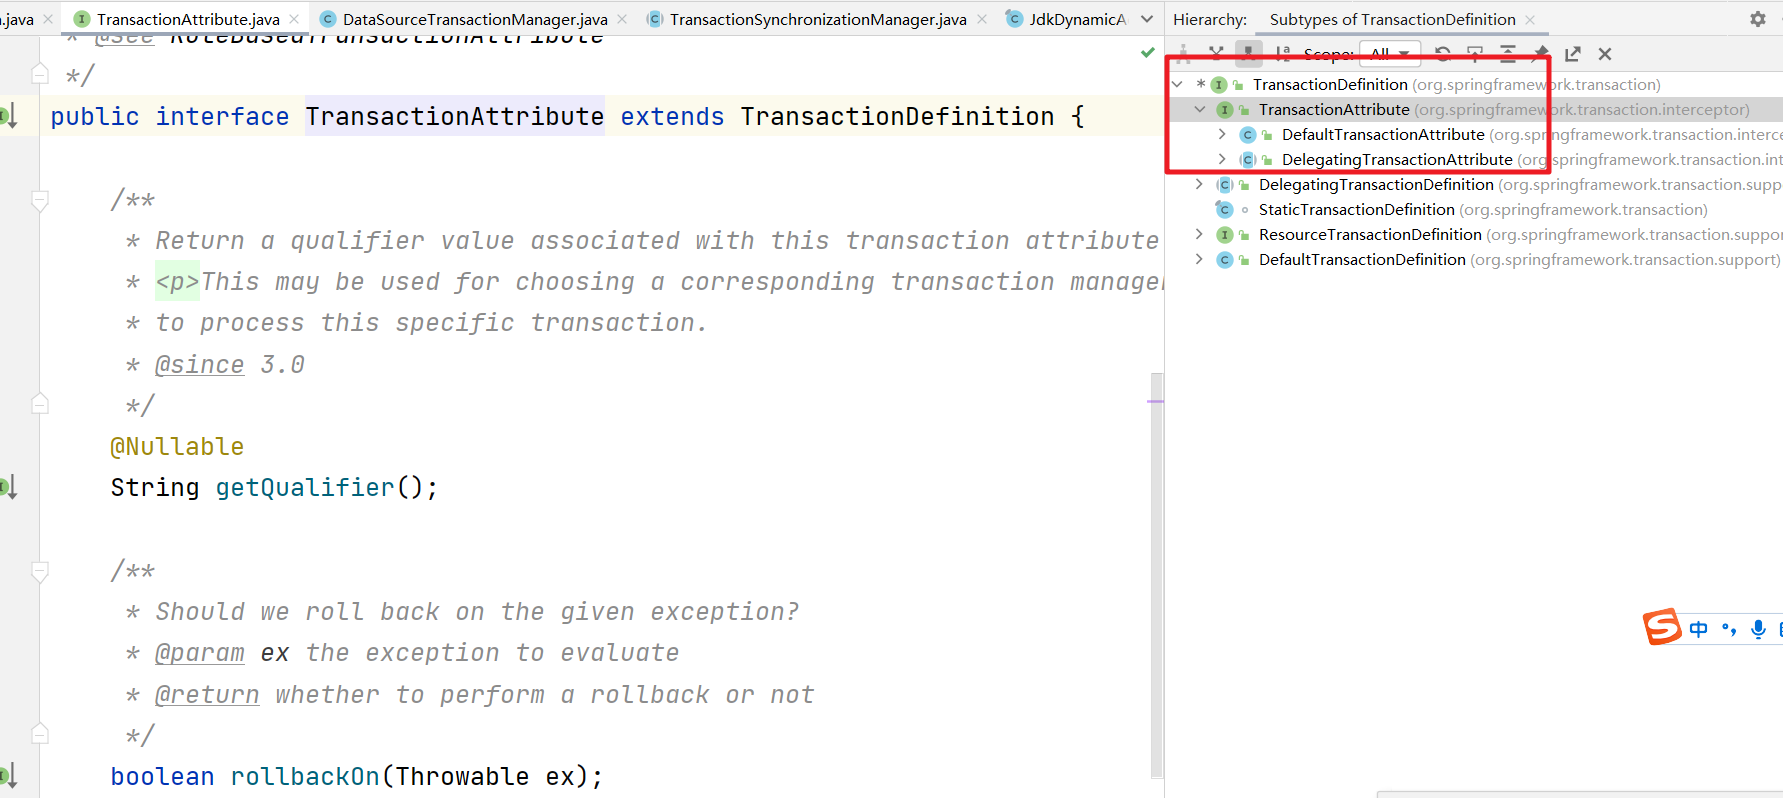 .java TransactionAttribute.java DataSourceTransactionManager.java TransactionSynchronizationManager.java JdkDynamicA
Hierarchy: Subtypes of TransactionDefinition
Scope: All
* @see RuleBasedTransactionAttribute
*/
public interface TransactionAttribute extends TransactionDefinition {
/**
* Return a qualifier value associated with this transaction attribute
* <p>This may be used for choosing a corresponding transaction manager
* to process this specific transaction.
* @since 3.0
*/
@Nullable
String getQualifier();
/**
* Should we roll back on the given exception?
* @param ex the exception to evaluate
* @return whether to perform a rollback or not
*/
boolean rollbackOn(Throwable ex);
* TransactionDefinition (org.springframework.transaction)
TransactionAttribute (org.springframework.transaction.interceptor)
DefaultTransactionAttribute (org.springframework.transaction.interce
DelegatingTransactionAttribute (org.springframework.transaction.int
DelegatingTransactionDefinition (org.springframework.transaction.supp
StaticTransactionDefinition (org.springframework.transaction)
ResourceTransactionDefinition (org.springframework.transaction.suppor
DefaultTransactionDefinition (org.springframework.transaction.support)
S 中